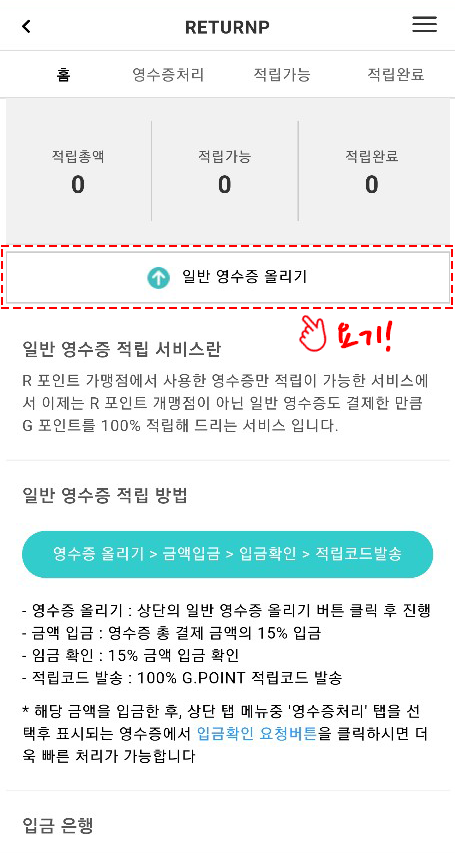 RETURNP
홈 영수증처리 적립가능 적립완료
적립총액 적립가능 적립완료
0 0 0
일반 영수증 올리기
요기!
일반 영수증 적립 서비스란
R 포인트 가맹점에서 사용한 영수증만 적립이 가능한 서비스에
서 이제는 R 포인트 개맹점이 아닌 일반 영수증도 결제한 만큼
G 포인트를 100% 적립해 드리는 서비스 입니다.
일반 영수증 적립 방법
영수증 올리기 > 금액입금 > 입금확인 > 적립코드발송
- 영수증 올리기 : 상단의 일반 영수증 올리기 버튼 클릭 후 진행
- 금액 입금 : 영수증 총 결제 금액의 15% 입금
- 임금 확인 : 15% 금액 입금 확인
- 적립코드 발송 : 100% G.POINT 적립코드 발송
* 해당 금액을 입금한 후, 상단 탭 메뉴중 '영수증처리' 탭을 선
택후 표시되는 영수증에서 입금확인 요청버튼을 클릭하시면 더
욱 빠른 처리가 가능합니다
입금 은행